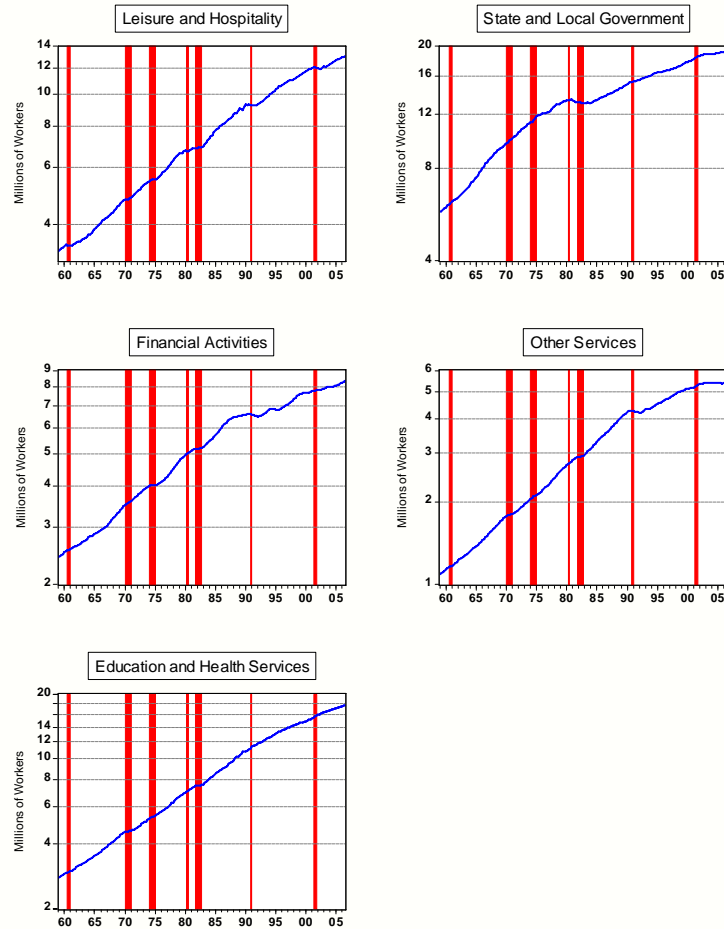 Leisure and Hospitality
14
12
10
8
6
4
Millions of Workers
60 65 70 75 80 85 90 95 00 05
State and Local Government
20
16
12
8
4
Millions of Workers
60 65 70 75 80 85 90 95 00 05
Financial Activities
9
8
7
6
5
4
3
2
Millions of Workers
60 65 70 75 80 85 90 95 00 05
Other Services
6
5
4
3
2
1
Millions of Workers
60 65 70 75 80 85 90 95 00 05
Education and Health Services
20
14
12
10
8
6
4
2
Millions of Workers
60 65 70 75 80 85 90 95 00 05